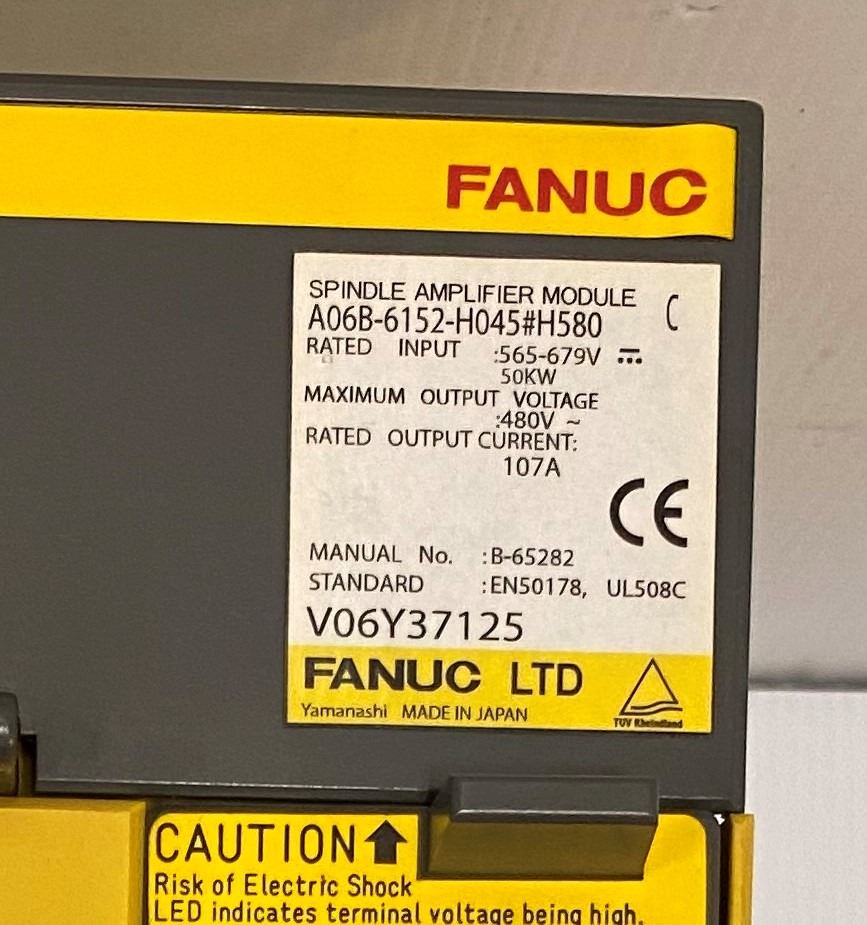 FANUC
SPINDLE AMPLIFIER MODULE C
A06B-6152-H045#H580
RATED INPUT :565-679V
50KW
MAXIMUM OUTPUT VOLTAGE
:480V ~
RATED OUTPUT CURRENT:
107A
CE
MANUAL No. :B-65282
STANDARD :EN50178, UL508C
V06Y37125
FANUC LTD
Yamanashi MADE IN JAPAN
TUV Rheinland
CAUTION
Risk of Electric Shock
LED indicates terminal voltage being high.